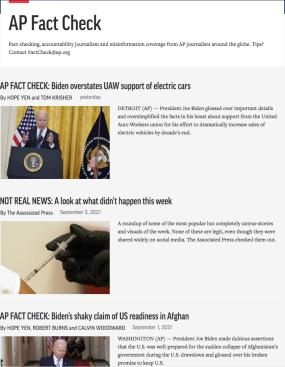 AP Fact Check
Fact-checking, accountability journalism and misinformation coverage from AP journalists around the globe. Tips?
Contact FactCheck@ap.org
AP FACT CHECK: Biden overstates UAW support of electric cars
By HOPE YEN and TOM KRISHER yesterday
DETROIT (AP) — President Joe Biden glossed over important details
and oversimplified the facts in his boast about support from the United
Auto Workers union for his effort to dramatically increase sales of
electric vehicles by decade's end.
NOT REAL NEWS: A look at what didn't happen this week
By The Associated Press September 3, 2021
A roundup of some of the most popular but completely untrue stories
and visuals of the week. None of these are legit, even though they were
shared widely on social media. The Associated Press checked them out.
AP FACT CHECK: Biden's shaky claim of US readiness in Afghan
By HOPE YEN, ROBERT BURNS and CALVIN WOODWARD September 1, 2021
WASHINGTON (AP) — President Joe Biden made dubious assertions
that the U.S. was well-prepared for the sudden collapse of Afghanistan's
government during the U.S. drawdown and glossed over his broken
promise to keep U.S.